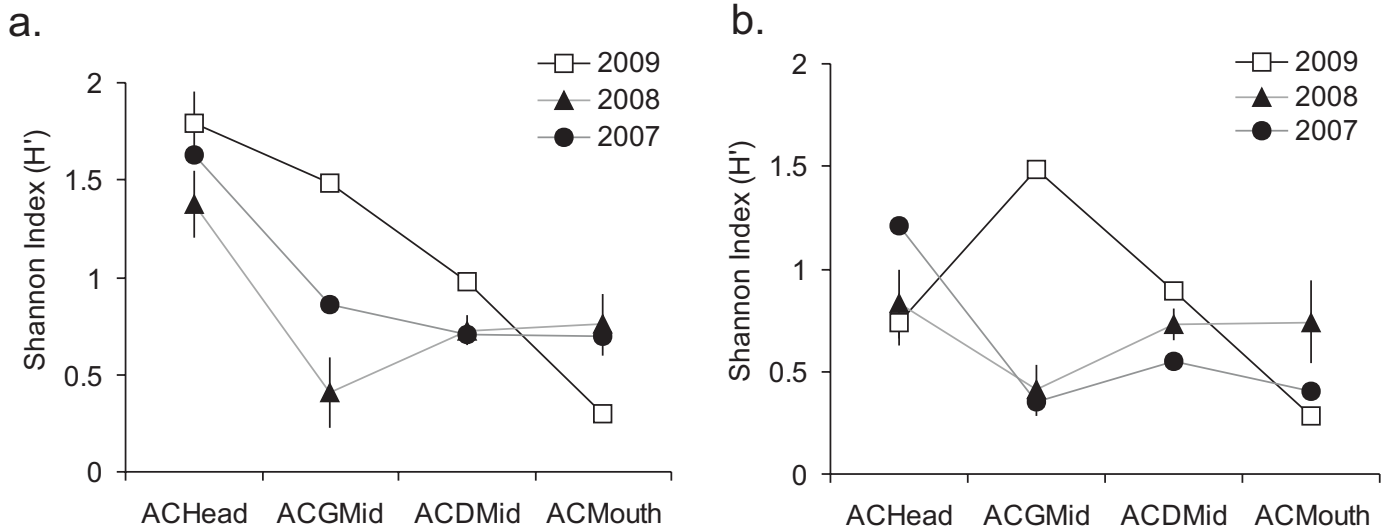 a.
2009
2008
2007
2
1.5
1
0.5
0
Shannon Index (H')
ACHead ACGMid ACDMid ACMouth
b.
2009
2008
2007
2
1.5
1
0.5
0
Shannon Index (H')
ACHead ACGMid ACDMid ACMouth